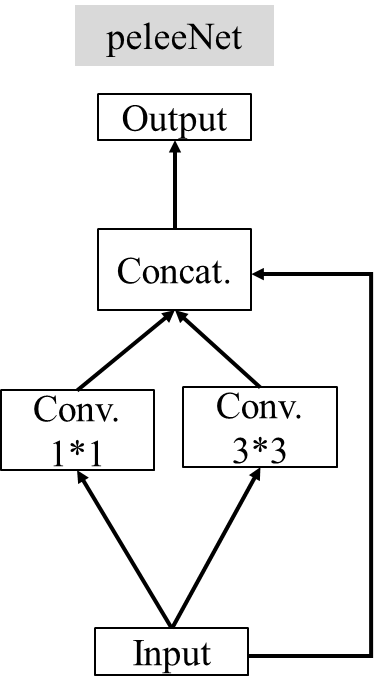 peleeNet
Output
Concat.
Conv.
1*1
Conv.
3*3
Input